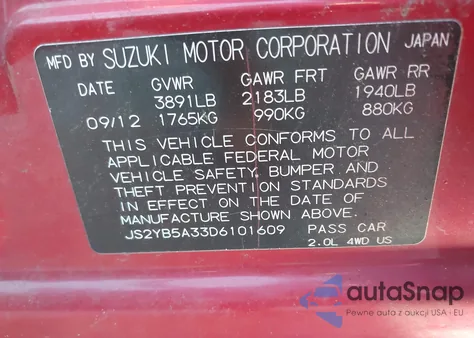 MFD BY SUZUKI MOTOR CORPORATION JAPAN
DATE GVWR GAWR FRT GAWR RR
3891LB 2183LB 1940LB
09/12 1765KG 990KG 880KG
THIS VEHICLE CONFORMS TO ALL
APPLICABLE FEDERAL MOTOR
VEHICLE SAFETY, BUMPER AND
THEFT PREVENTION STANDARDS
IN EFFECT ON THE DATE OF
MANUFACTURE SHOWN ABOVE.
JS2YB5A33D6101609 PASS CAR
2.0L 4WD US
autoSnap
Pewne auta z aukcji USA - EU